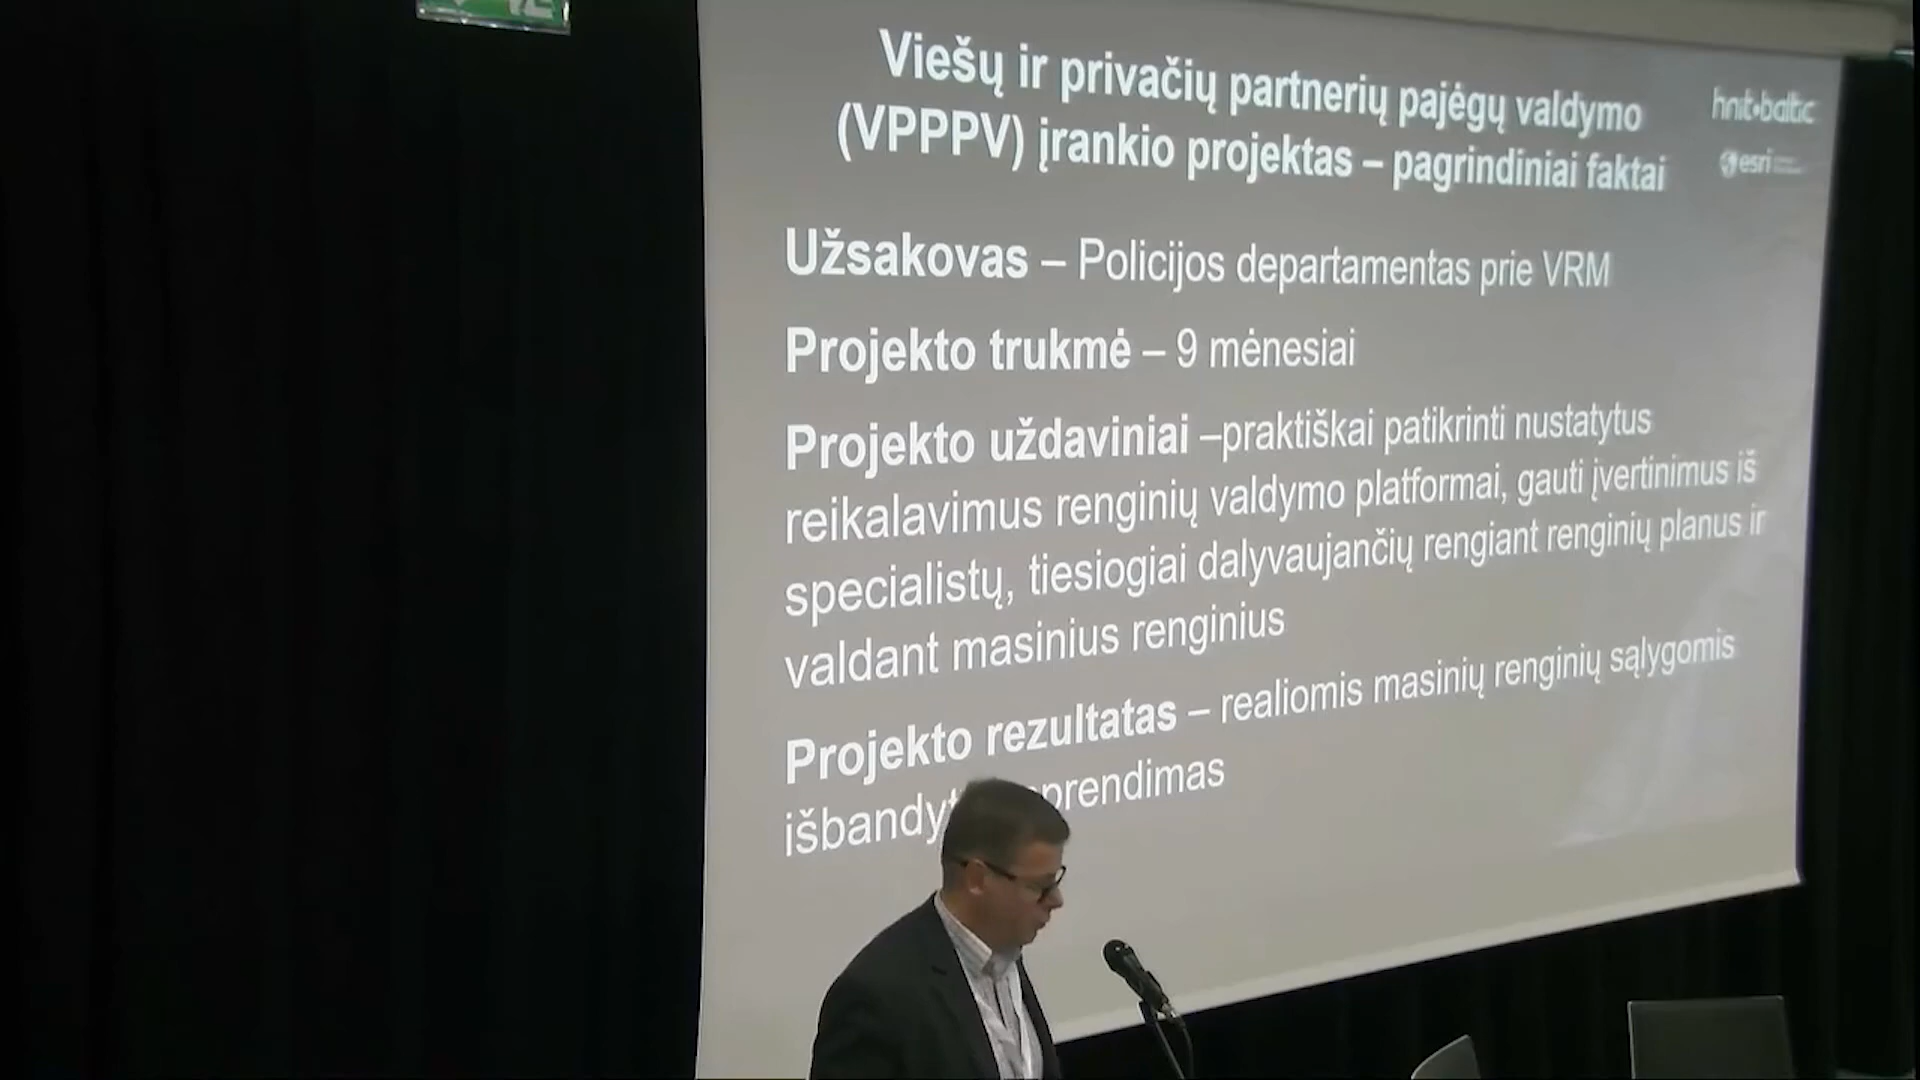 Viešų ir privačių partnerių pajėgų valdymo
(VPPPV) įrankio projektas – pagrindiniai faktai
hnit•baltic
esri
Užsakovas – Policijos departamentas prie VRM
Projekto trukmė – 9 mėnesiai
Projekto uždaviniai –praktiškai patikrinti nustatytus
reikalavimus renginių valdymo platformai, gauti įvertinimus iš
specialistų, tiesiogiai dalyvaujančių rengiant renginių planus ir
valdant masinius renginius
Projekto rezultatas – realiomis masinių renginių sąlygomis